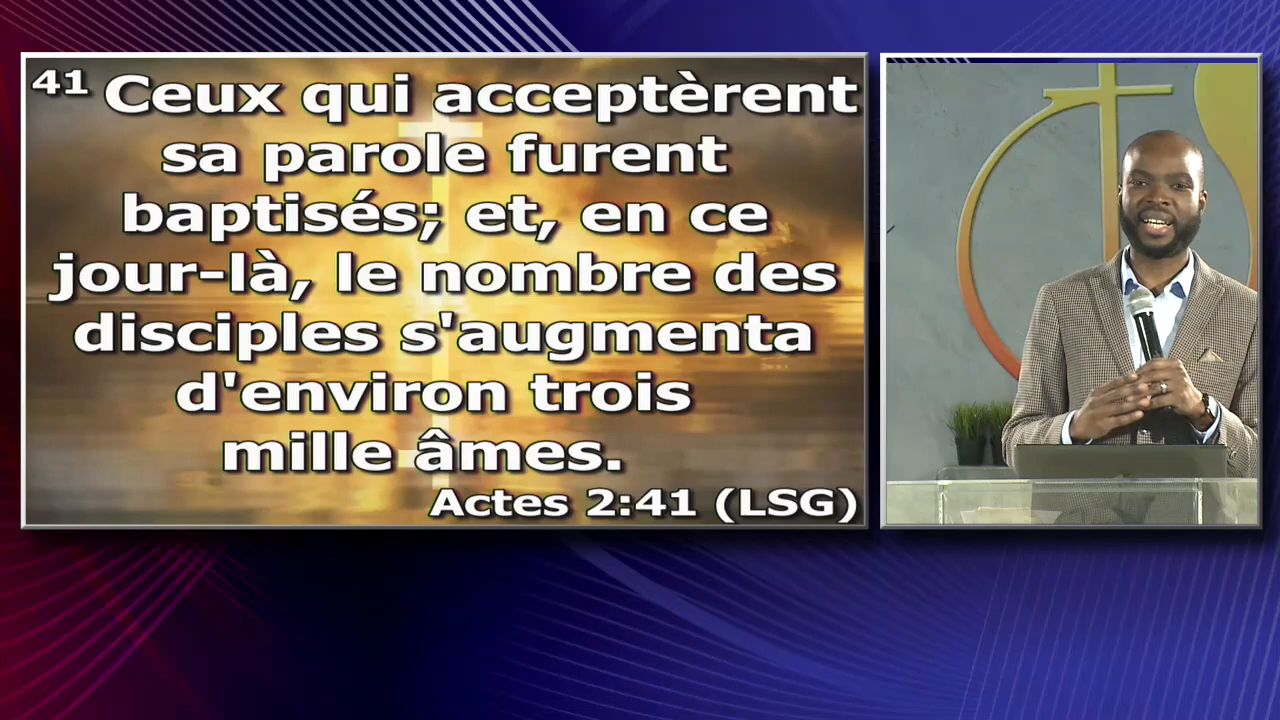 41 Ceux qui acceptèrent
sa parole furent
baptisés; et, en ce
jour-là, le nombre des
disciples s'augmenta
d'environ trois
mille âmes.
Actes 2:41 (LSG)